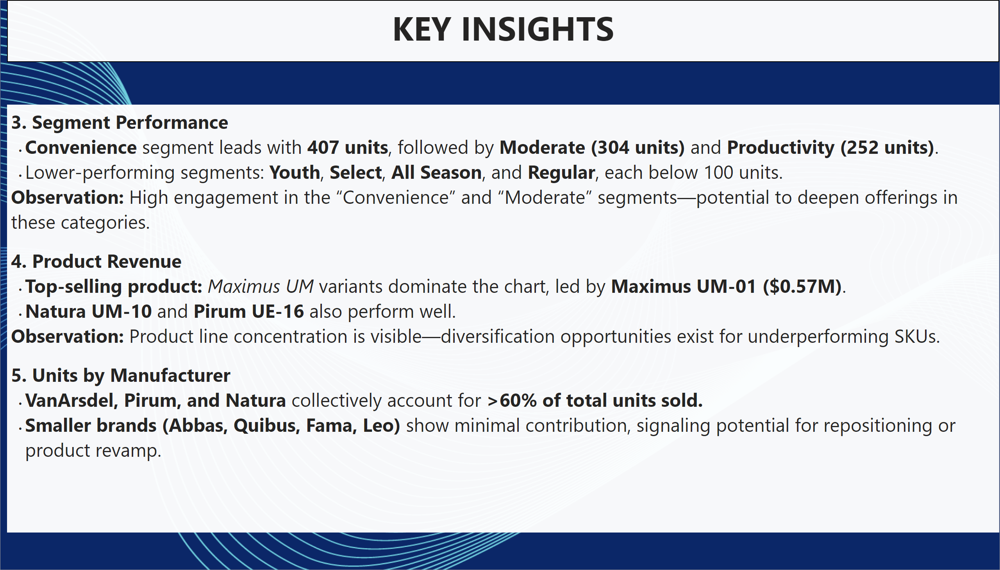 KEY INSIGHTS
3. Segment Performance
· Convenience segment leads with 407 units, followed by Moderate (304 units) and Productivity (252 units).
· Lower-performing segments: Youth, Select, All Season, and Regular, each below 100 units.
Observation: High engagement in the “Convenience” and “Moderate” segments—potential to deepen offerings in
these categories.
4. Product Revenue
· Top-selling product: Maximus UM variants dominate the chart, led by Maximus UM-01 ($0.57M).
· Natura UM-10 and Pirum UE-16 also perform well.
Observation: Product line concentration is visible—diversification opportunities exist for underperforming SKUs.
5. Units by Manufacturer
· VanArsdel, Pirum, and Natura collectively account for >60% of total units sold.
· Smaller brands (Abbas, Quibus, Fama, Leo) show minimal contribution, signaling potential for repositioning or
product revamp.